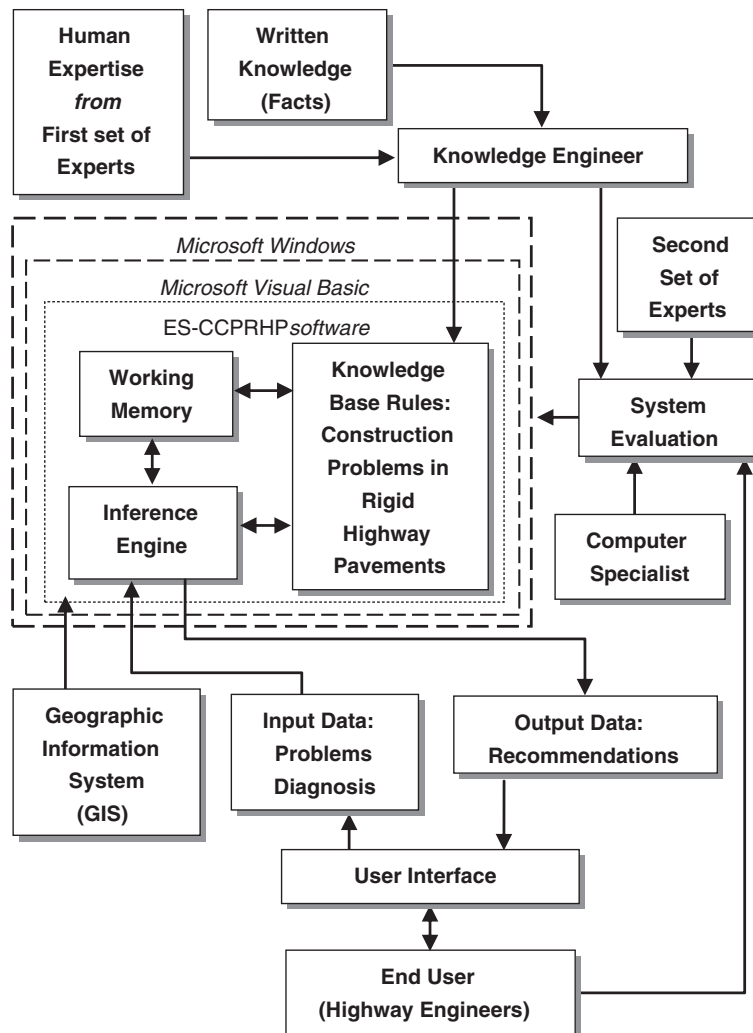 Human
Expertise
from
First set of
Experts
Written
Knowledge
(Facts)
Knowledge Engineer
Microsoft Windows
Microsoft Visual Basic
ES-CCPRHPsoftware
Working
Memory
Knowledge
Base Rules:
Construction
Problems in
Rigid
Highway
Pavements
Inference
Engine
Second
Set of
Experts
System
Evaluation
Computer
Specialist
Geographic
Information
System
(GIS)
Input Data:
Problems
Diagnosis
Output Data:
Recommendations
User Interface
End User
(Highway Engineers)